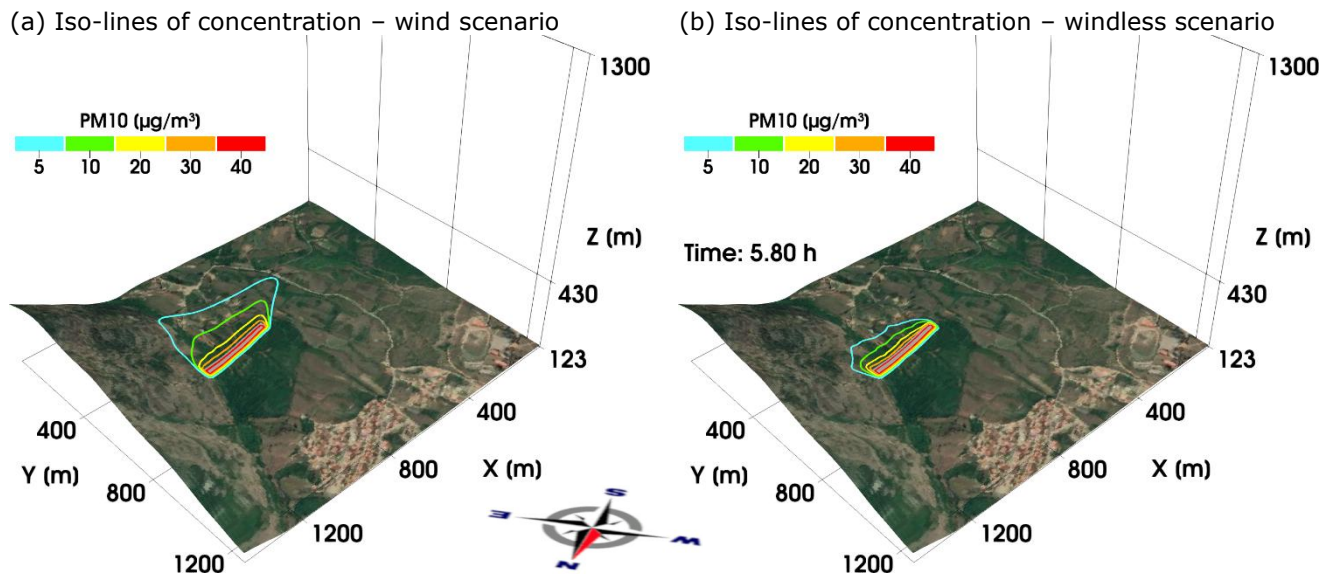 (a) Iso-lines of concentration – wind scenario
PM10 (µg/m³)
5 10 20 30 40
1300
Z (m)
430
123
400
X (m)
800
1200
400
Y (m)
800
1200
S
E
W
N
(b) Iso-lines of concentration – windless scenario
PM10 (µg/m³)
5 10 20 30 40
Time: 5.80 h
1300
Z (m)
430
123
400
X (m)
800
1200
400
Y (m)
800
1200